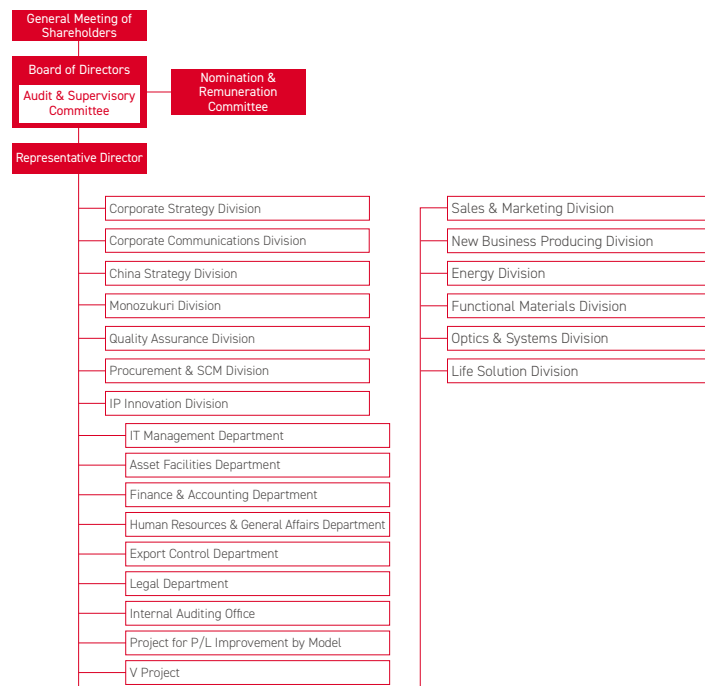 General Meeting of
Shareholders
Board of Directors
Audit & Supervisory
Committee
Nomination &
Remuneration
Committee
Representative Director
Corporate Strategy Division
Corporate Communications Division
China Strategy Division
Monozukuri Division
Quality Assurance Division
Procurement & SCM Division
IP Innovation Division
IT Management Department
Asset Facilities Department
Finance & Accounting Department
Human Resources & General Affairs Department
Export Control Department
Legal Department
Internal Auditing Office
Project for P/L Improvement by Model
V Project
Sales & Marketing Division
New Business Producing Division
Energy Division
Functional Materials Division
Optics & Systems Division
Life Solution Division